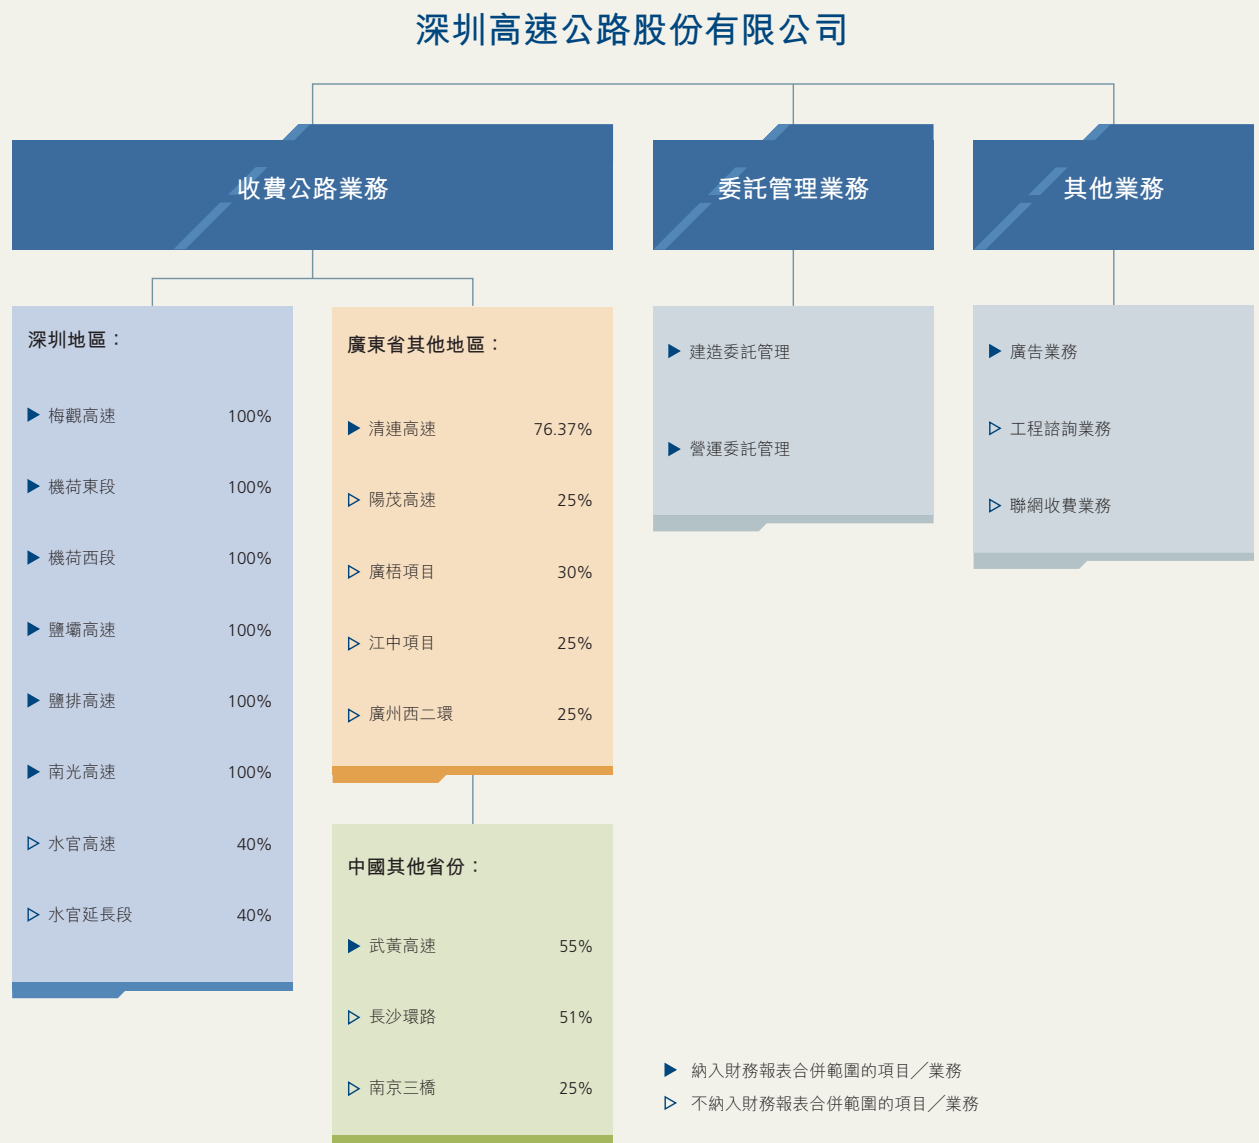 深圳高速公路股份有限公司
收費公路業務
委託管理業務
其他業務
深圳地區：
梅觀高速 100%
機荷東段 100%
機荷西段 100%
鹽壩高速 100%
鹽排高速 100%
南光高速 100%
水官高速 40%
水官延長段 40%
廣東省其他地區：
清連高速 76.37%
陽茂高速 25%
廣梧項目 30%
江中項目 25%
廣州西二環 25%
中國其他省份：
武黃高速 55%
長沙環路 51%
南京三橋 25%
建造委託管理
營運委託管理
廣告業務
工程諮詢業務
聯網收費業務
納入財務報表合併範圍的項目╱業務
不納入財務報表合併範圍的項目╱業務